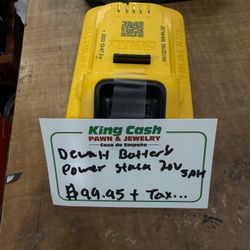 King Cash
PAWN & JEWELRY
Casa de Empeño
Dewalt Battery
Power stack 20v 5AH
$99.95 + Tax...